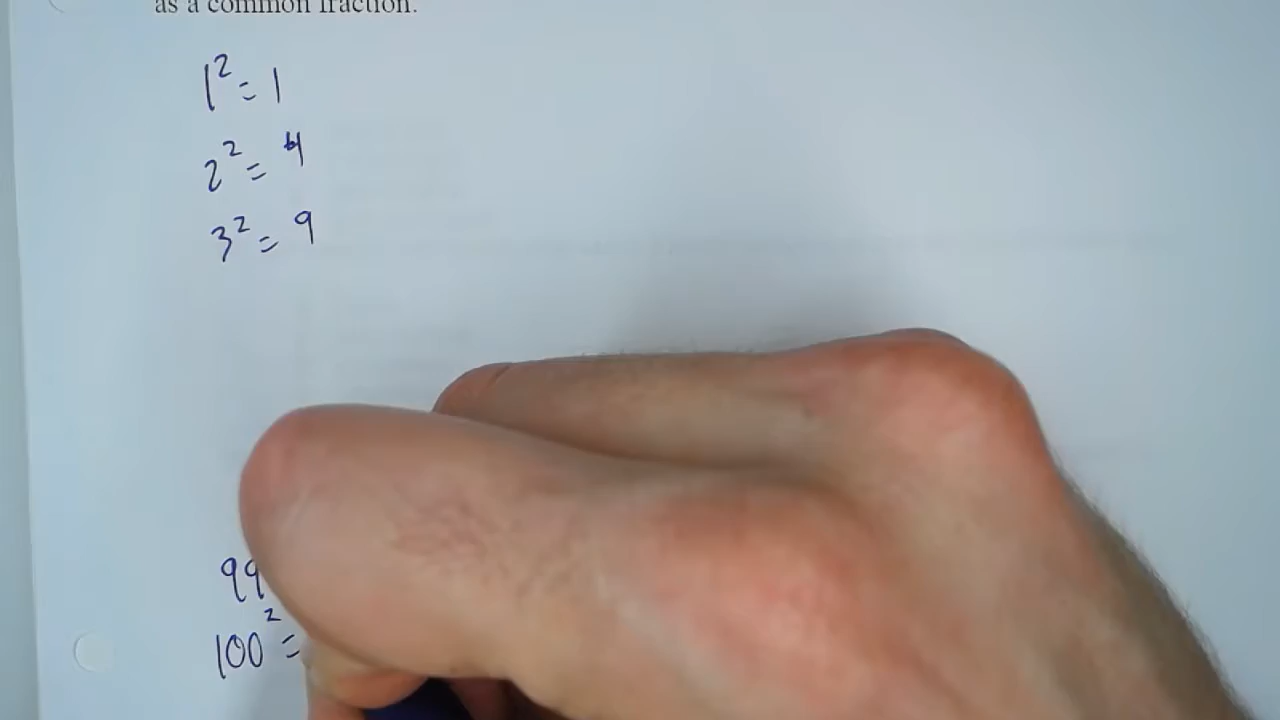 as a common fraction.
1² = 1
2² = 4
3² = 9
99
100² =